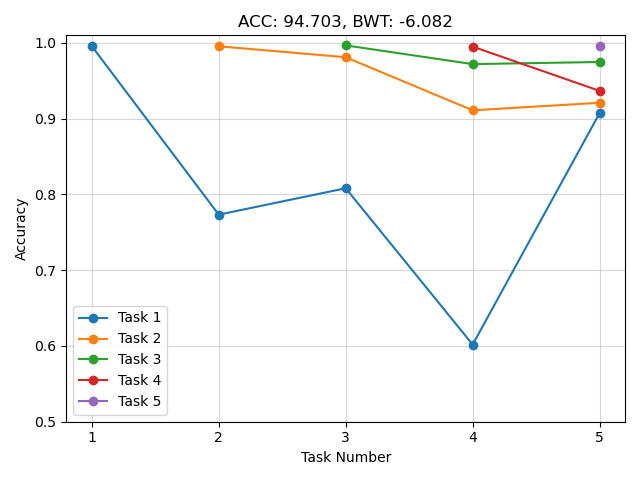 ACC: 94.703, BWT: -6.082
Accuracy
1.0
0.9
0.8
0.7
0.6
0.5
Task 1
Task 2
Task 3
Task 4
Task 5
1 2 3 4 5
Task Number